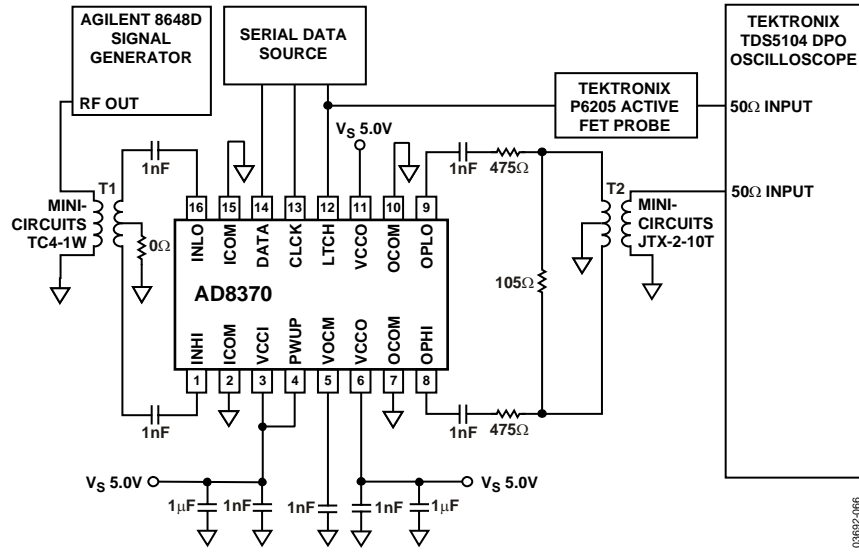 AGILENT 8648D
SIGNAL
GENERATOR
RF OUT
SERIAL DATA
SOURCE
TEKTRONIX
TDS5104 DPO
OSCILLOSCOPE
TEKTRONIX
P6205 ACTIVE
FET PROBE
50Ω INPUT
50Ω INPUT
VS 5.0V
1nF
T1
MINI-
CIRCUITS
TC4-1W
0Ω
1nF
475Ω
T2
MINI-
CIRCUITS
JTX-2-10T
105Ω
16 15 14 13 12 11 10 9
INLO ICOM DATA CLCK LTCH VCCO OCOM OPLO
AD8370
INHI ICOM VCCI PWUP VOCM VCCO OCOM OPHI
1 2 3 4 5 6 7 8
1nF
1nF
475Ω
VS 5.0V
VS 5.0V
1μF 1nF 1nF 1nF 1μF
03692-066